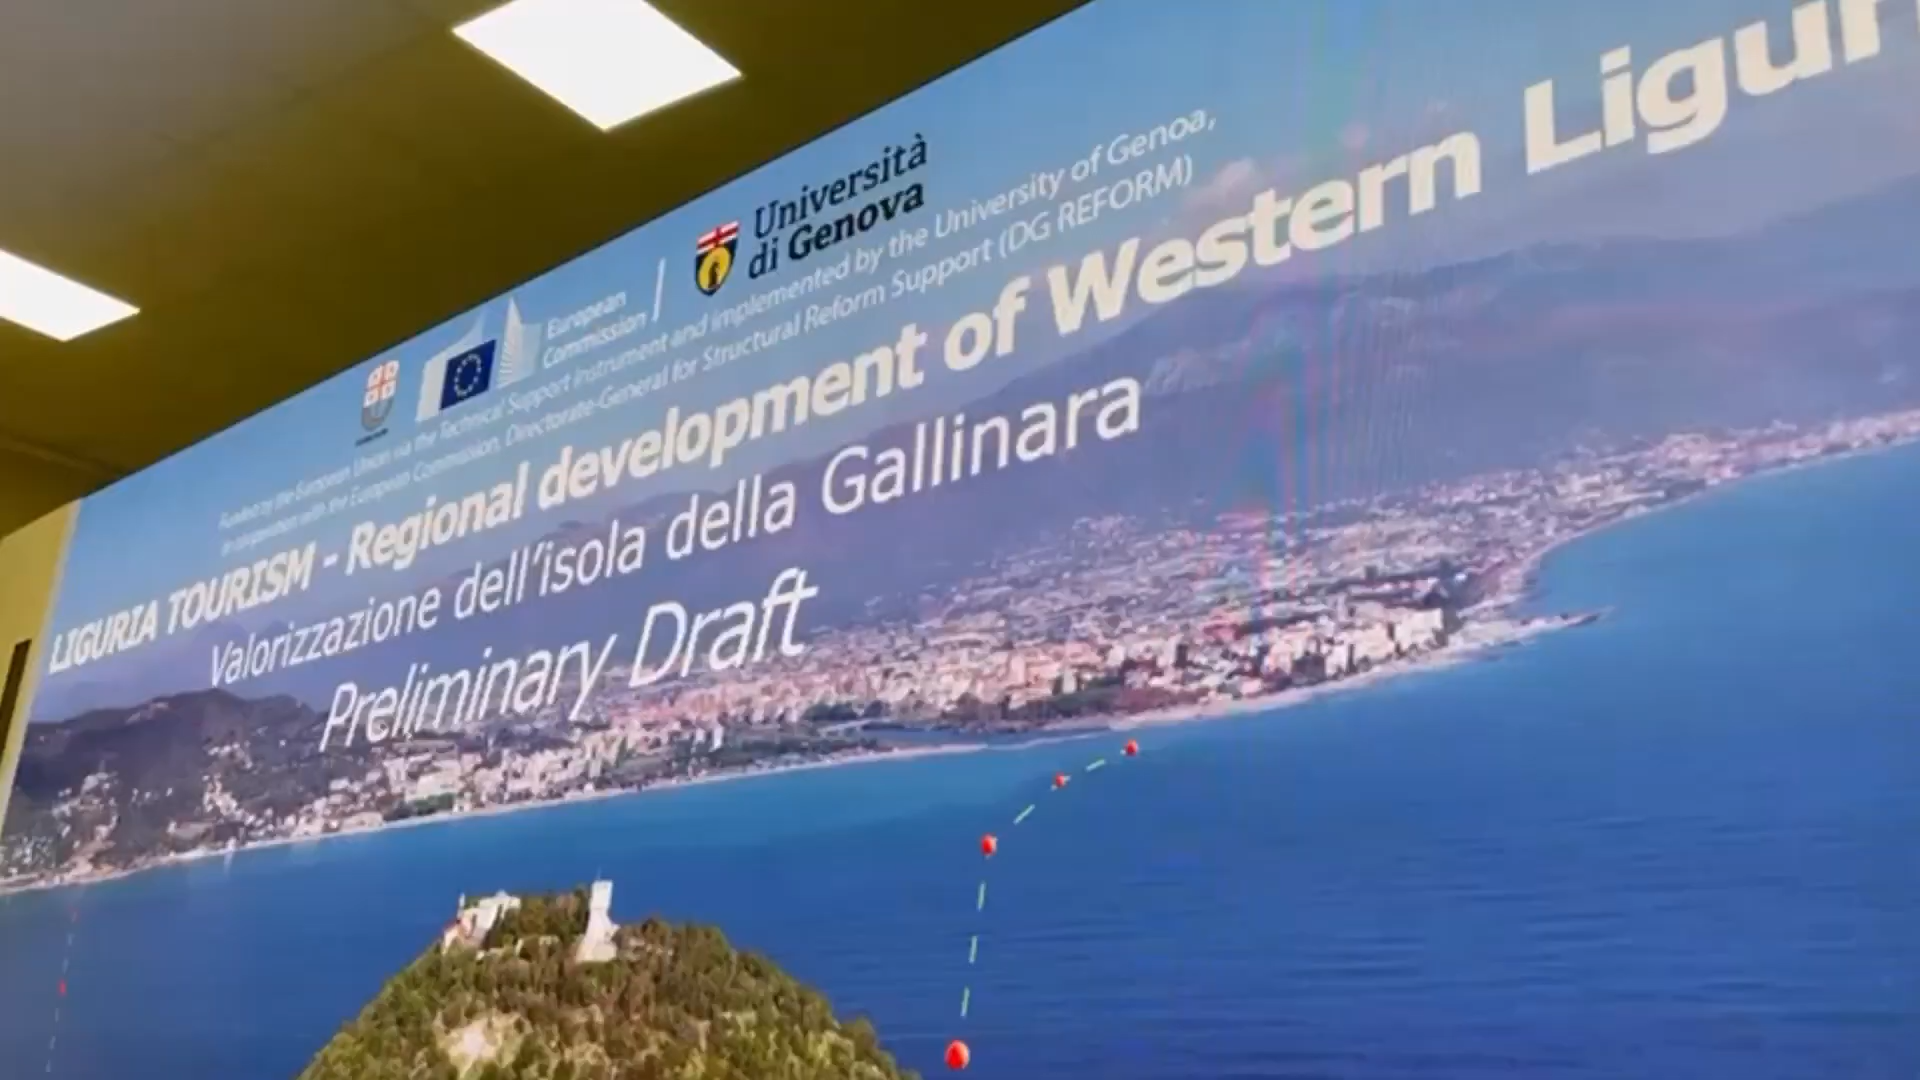 European
Commission
Università
di Genova
Funded by the European Union via the Technical Support Instrument and implemented by the University of Genoa,
in cooperation with the European Commission, Directorate-General for Structural Reform Support (DG REFORM)
LIGURIA TOURISM - Regional development of Western Ligur
Valorizzazione dell'isola della Gallinara
Preliminary Draft